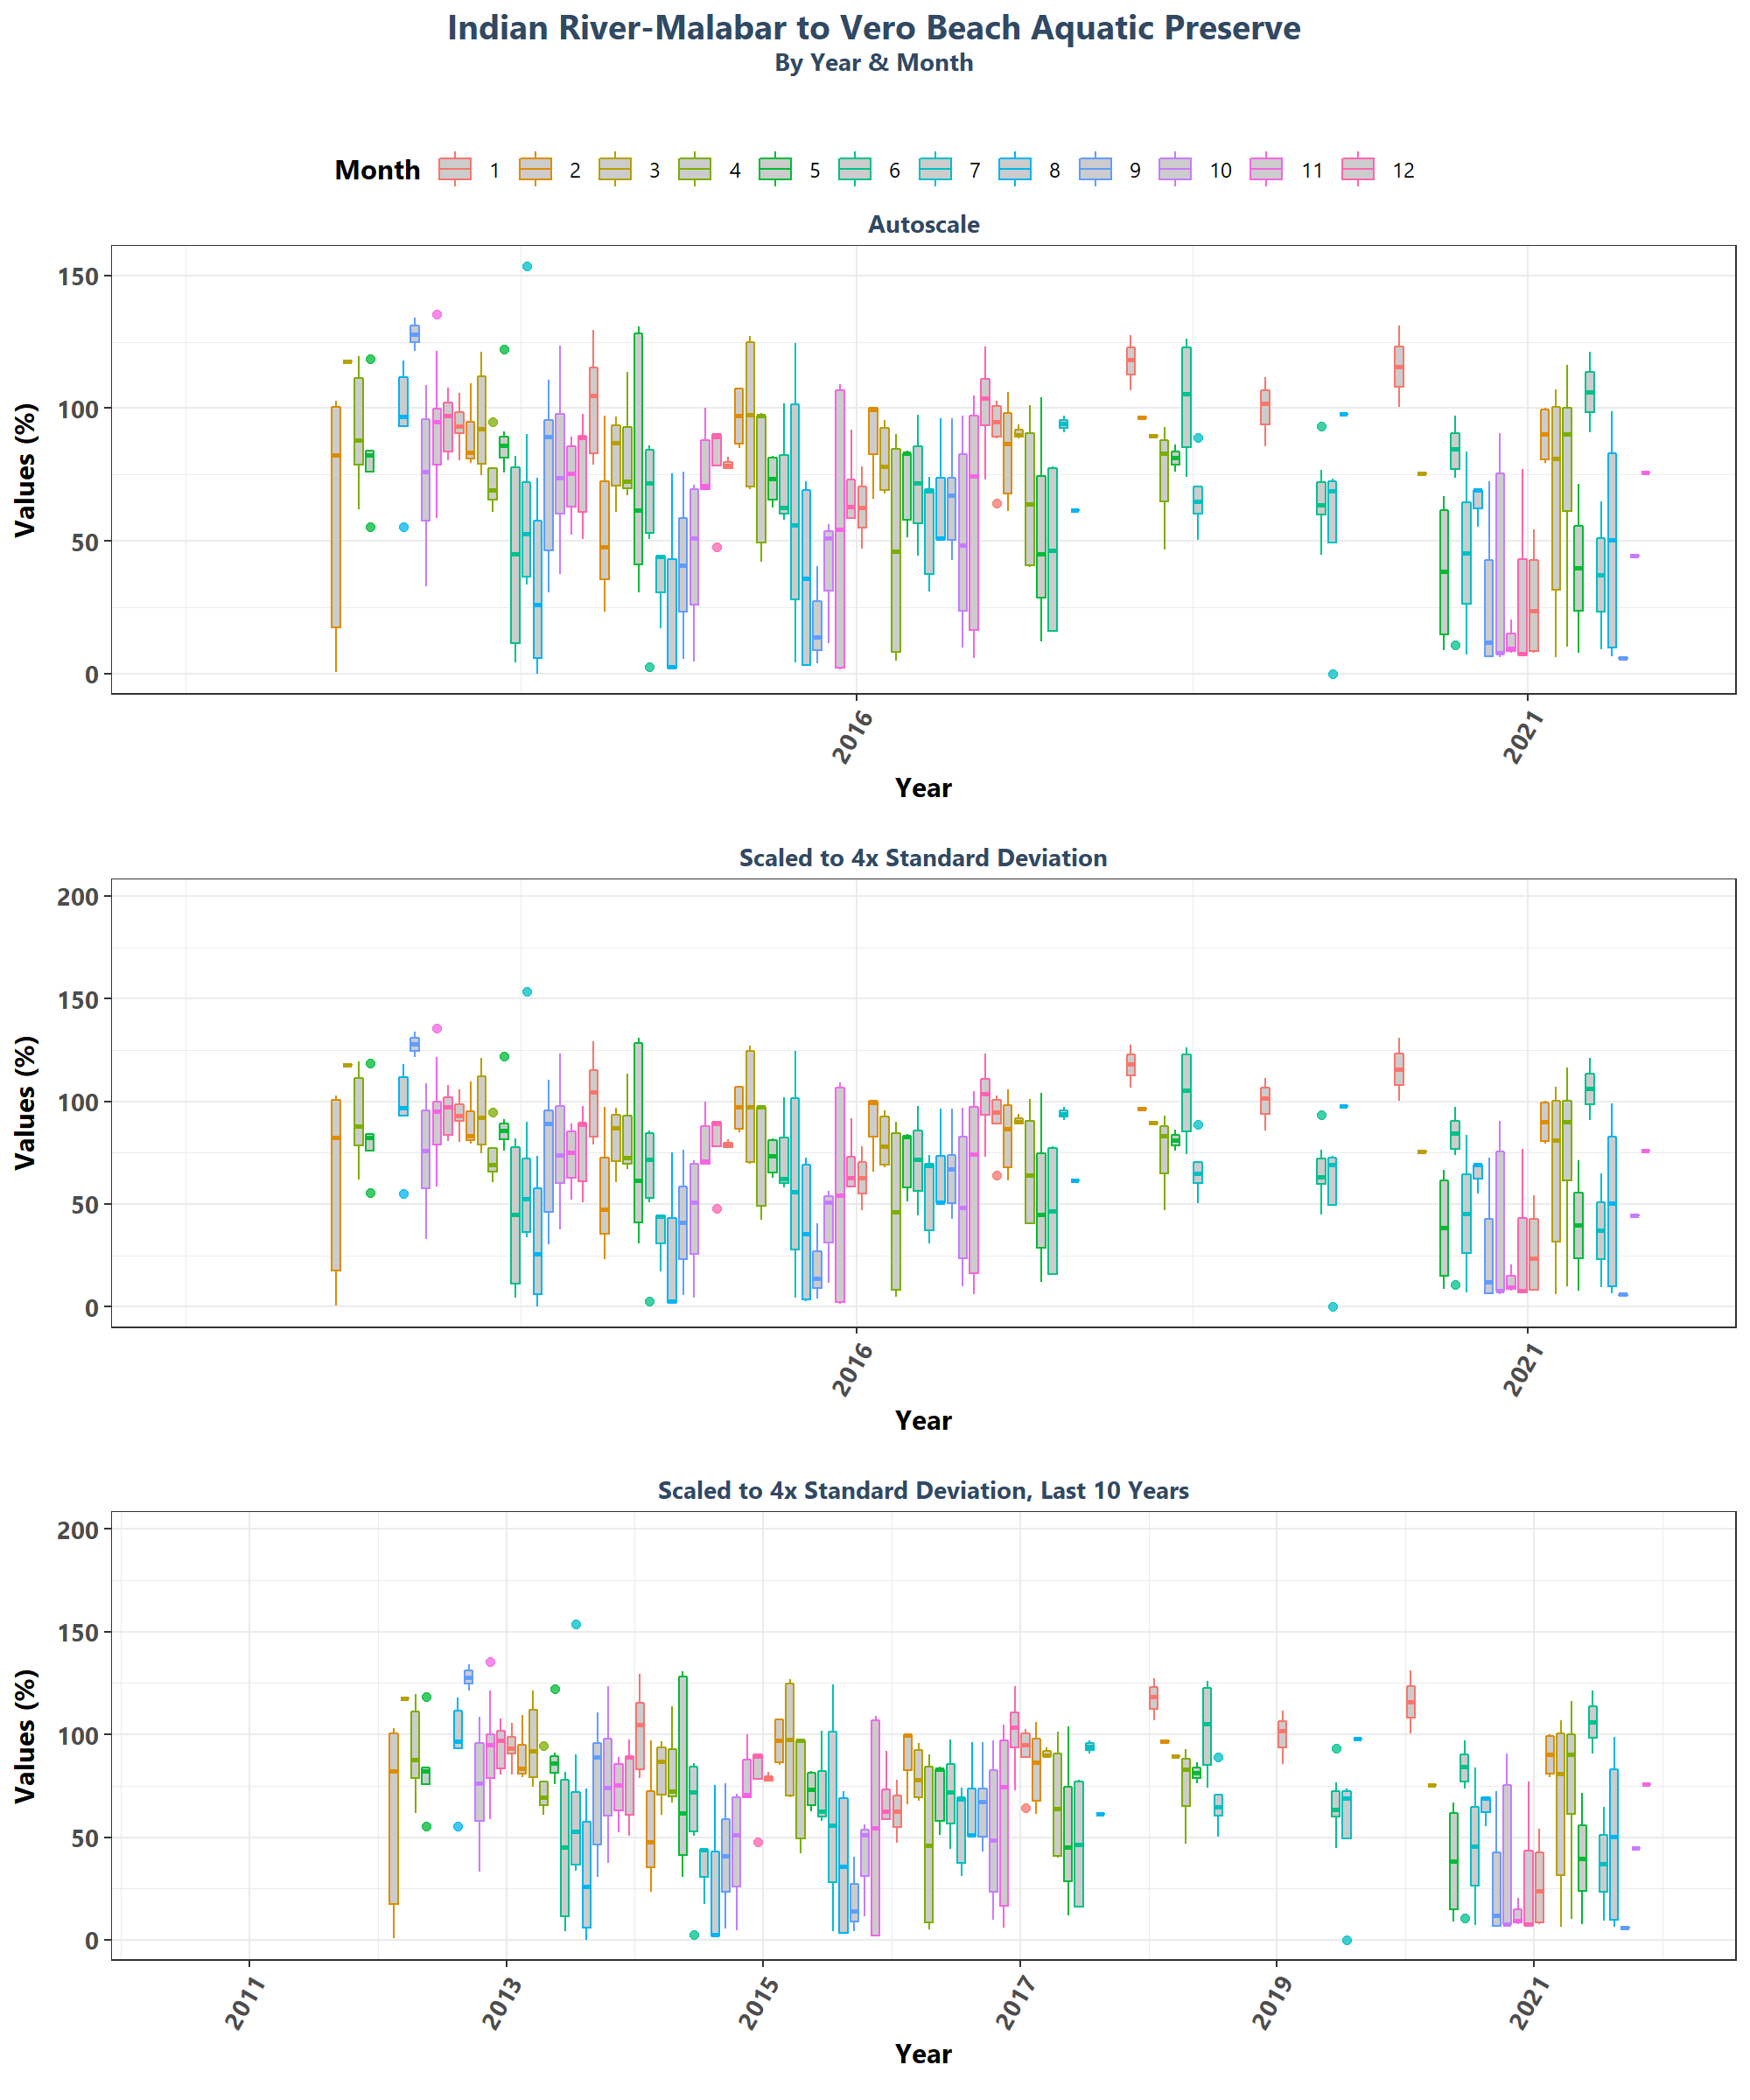 Indian River-Malabar to Vero Beach Aquatic Preserve
By Year & Month
Month 1 2 3 4 5 6 7 8 9 10 11 12
Autoscale
Values (%)
150
100
50
0
2016 2021
Year
Scaled to 4x Standard Deviation
Values (%)
200
150
100
50
0
2016 2021
Year
Scaled to 4x Standard Deviation, Last 10 Years
Values (%)
200
150
100
50
0
2011 2013 2015 2017 2019 2021
Year